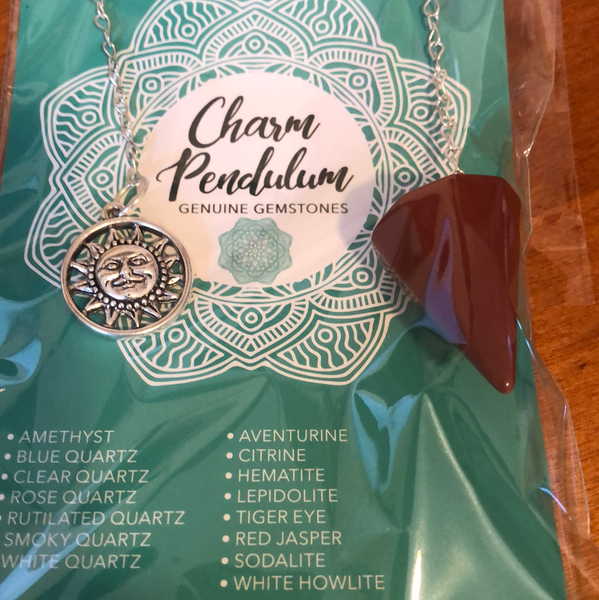 Charm
Pendulum
GENUINE GEMSTONES
• AMETHYST
• BLUE QUARTZ
• CLEAR QUARTZ
• ROSE QUARTZ
RUTILATED QUARTZ
SMOKY QUARTZ
WHITE QUARTZ
• AVENTURINE
• CITRINE
• HEMATITE
• LEPIDOLITE
• TIGER EYE
• RED JASPER
• SODALITE
• WHITE HOWLITE